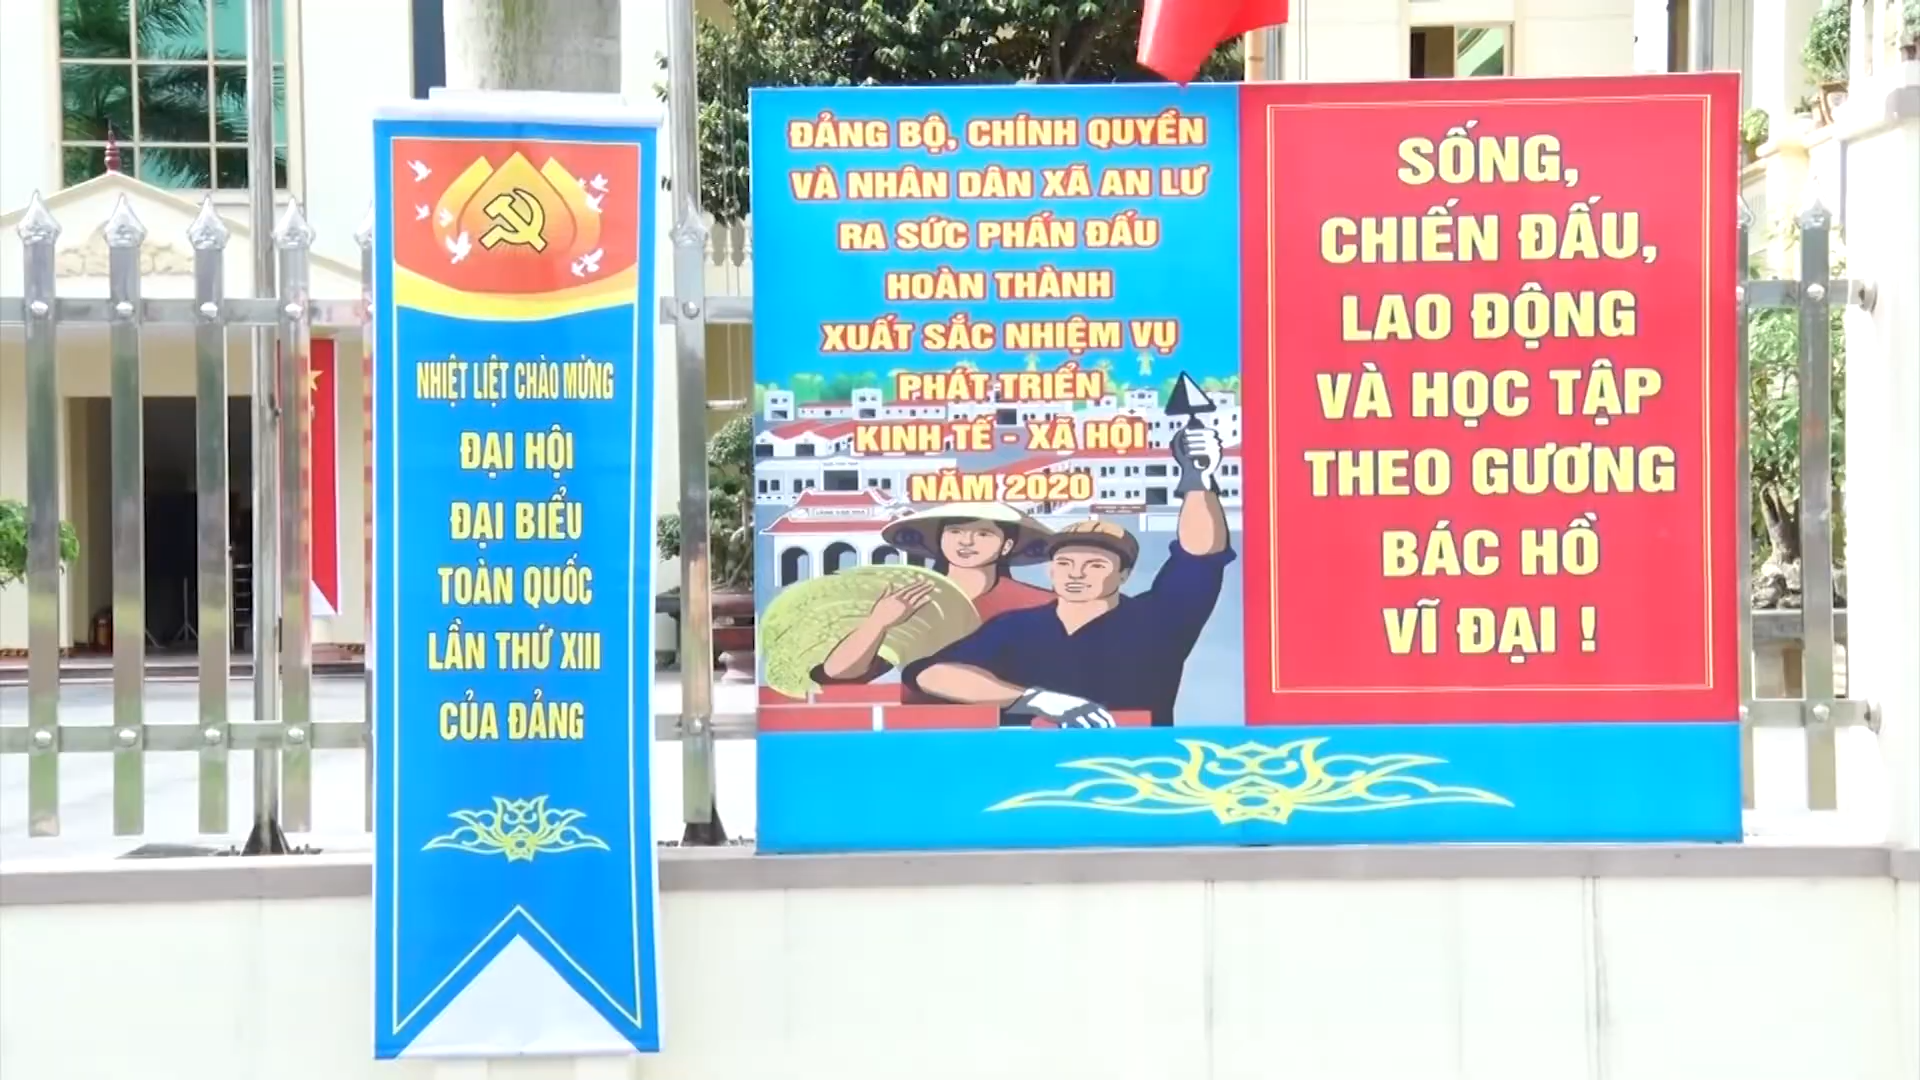 NHIỆT LIỆT CHÀO MỪNG
ĐẠI HỘI
ĐẠI BIỂU
TOÀN QUỐC
LẦN THỨ XIII
CỦA ĐẢNG
ĐẢNG BỘ, CHÍNH QUYỀN
VÀ NHÂN DÂN XÃ AN LƯ
RA SỨC PHẤN ĐẤU
HOÀN THÀNH
XUẤT SẮC NHIỆM VỤ
PHÁT TRIỂN
KINH TẾ - XÃ HỘI
NĂM 2020
SỐNG,
CHIẾN ĐẤU,
LAO ĐỘNG
VÀ HỌC TẬP
THEO GƯƠNG
BÁC HỒ
VĨ ĐẠI !